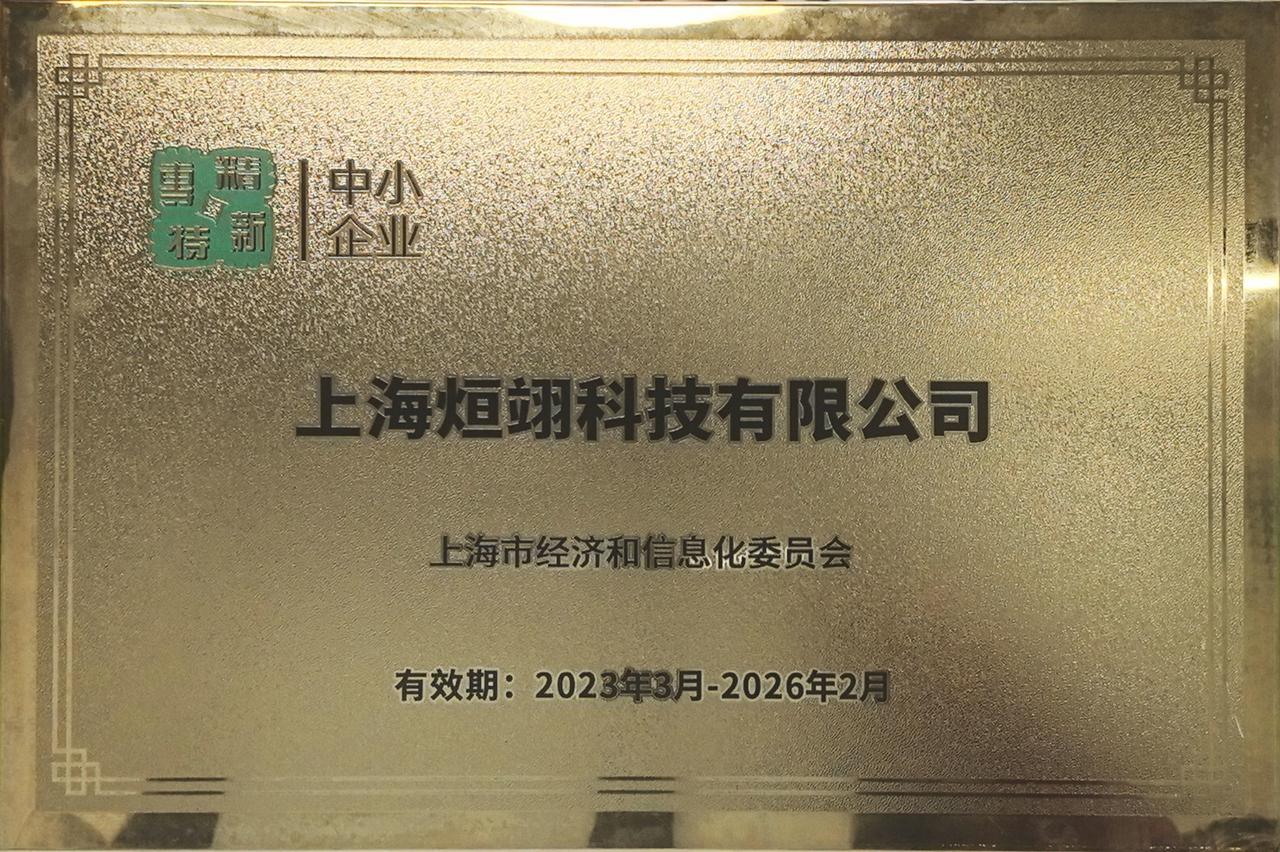 專精
特新
中小
企业
上海烜翊科技有限公司
上海市经济和信息化委员会
有效期：2023年3月-2026年2月